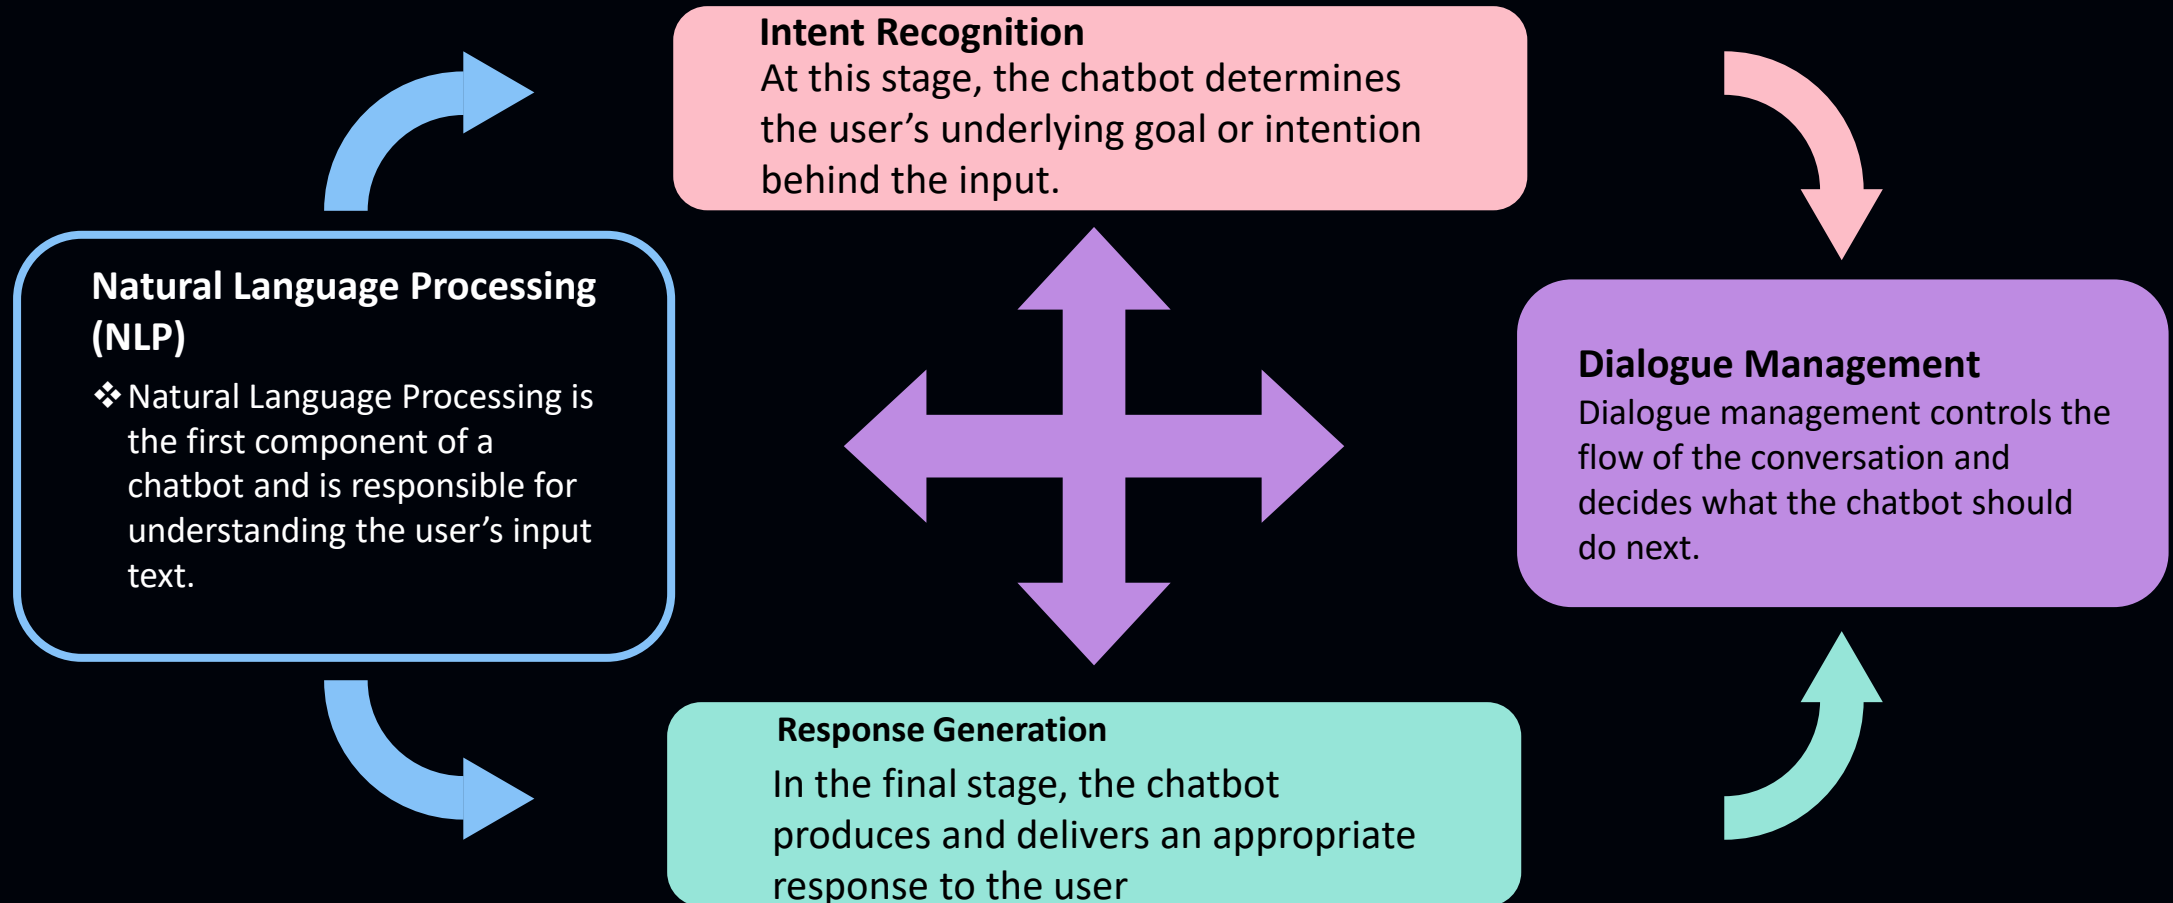 Intent Recognition
At this stage, the chatbot determines
the user’s underlying goal or intention
behind the input.
Natural Language Processing
(NLP)
❖ Natural Language Processing is
the first component of a
chatbot and is responsible for
understanding the user’s input
text.
Dialogue Management
Dialogue management controls the
flow of the conversation and
decides what the chatbot should
do next.
Response Generation
In the final stage, the chatbot
produces and delivers an appropriate
response to the user